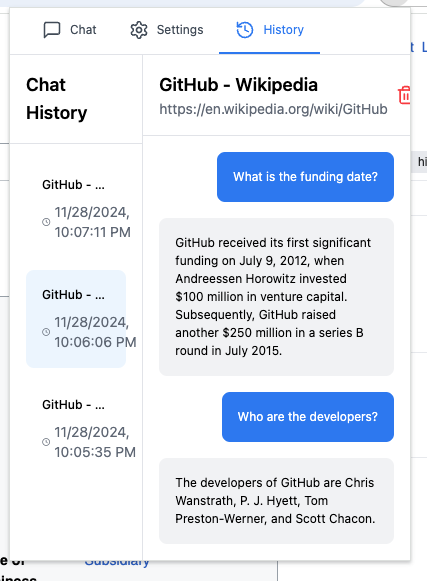 Chat
Settings
History
Chat
History
GitHub - ...
11/28/2024,
10:07:11 PM
GitHub - ...
11/28/2024,
10:06:06 PM
GitHub - ...
11/28/2024,
10:05:35 PM
GitHub - Wikipedia
https://en.wikipedia.org/wiki/GitHub
What is the funding date?
GitHub received its first significant
funding on July 9, 2012, when
Andreessen Horowitz invested
$100 million in venture capital.
Subsequently, GitHub raised
another $250 million in a series B
round in July 2015.
Who are the developers?
The developers of GitHub are Chris
Wanstrath, P. J. Hyett, Tom
Preston-Werner, and Scott Chacon.
Subsidiary